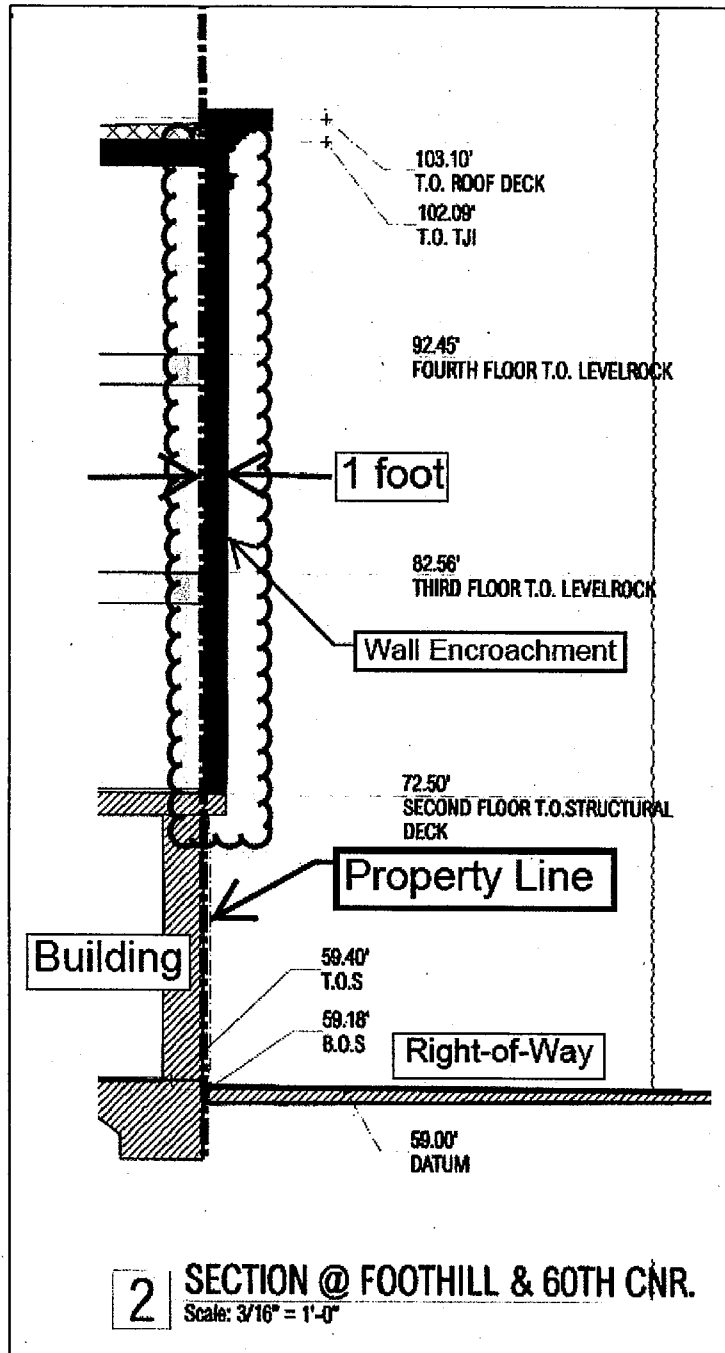 103.10'
T.O. ROOF DECK
102.09'
T.O. TJI
92.45'
FOURTH FLOOR T.O. LEVELROCK
1 foot
82.56'
THIRD FLOOR T.O. LEVELROCK
Wall Encroachment
72.50'
SECOND FLOOR T.O.STRUCTURAL
DECK
Property Line
Building
59.40'
T.O.S
59.18'
B.O.S
Right-of-Way
59.00'
DATUM
2 SECTION @ FOOTHILL & 60TH CNR.
Scale: 3/16" = 1'-0"